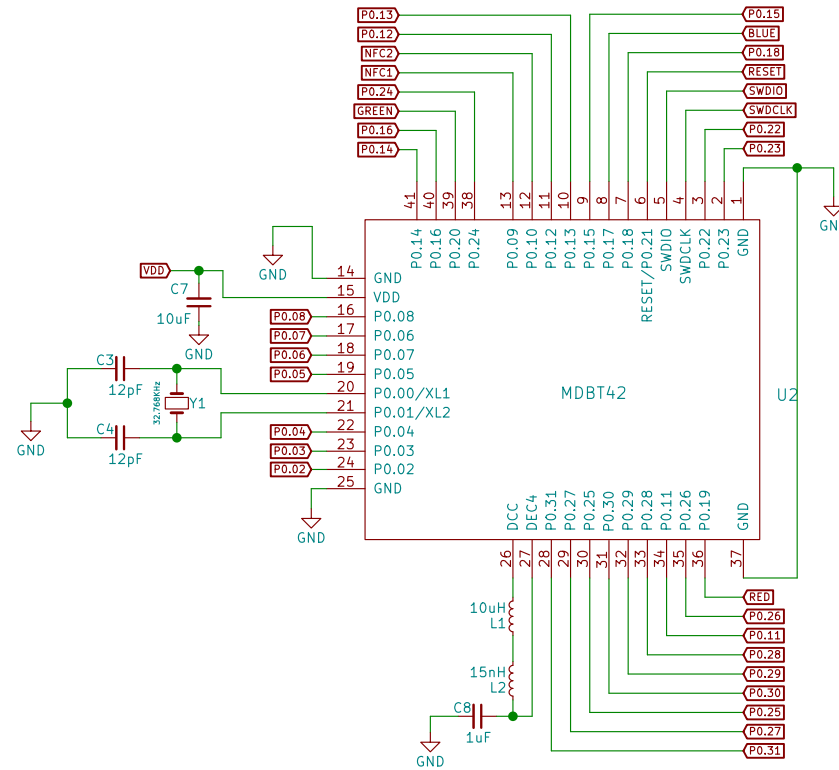 P0.13
P0.12
NFC2
NFC1
P0.24
GREEN
P0.16
P0.14
P0.15
BLUE
P0.18
RESET
SWDIO
SWDCLK
P0.22
P0.23
41
40
39
38
13
12
11
10
9
8
7
6
5
4
3
2
1
P0.14
P0.16
P0.20
P0.24
P0.09
P0.10
P0.12
P0.13
P0.15
P0.17
P0.18
RESET/P0.21
SWDIO
SWDCLK
P0.22
P0.23
GND
GND
GND
VDD
C7
10uF
GND
14 GND
15 VDD
P0.08 16 P0.08
P0.07 17 P0.06
P0.06 18 P0.07
P0.05 19 P0.05
20 P0.00/XL1
21 P0.01/XL2
P0.04 22 P0.04
P0.03 23 P0.03
P0.02 24 P0.02
25 GND
C3
12pF
32.768KHz
Y1
C4
12pF
GND
GND
MDBT42
U2
DCC
DEC4
P0.31
P0.27
P0.25
P0.30
P0.29
P0.28
P0.11
P0.26
P0.19
GND
26
27
28
29
30
31
32
33
34
35
36
37
10uH
L1
15nH
L2
C8
1uF
GND
RED
P0.26
P0.11
P0.28
P0.29
P0.30
P0.25
P0.27
P0.31